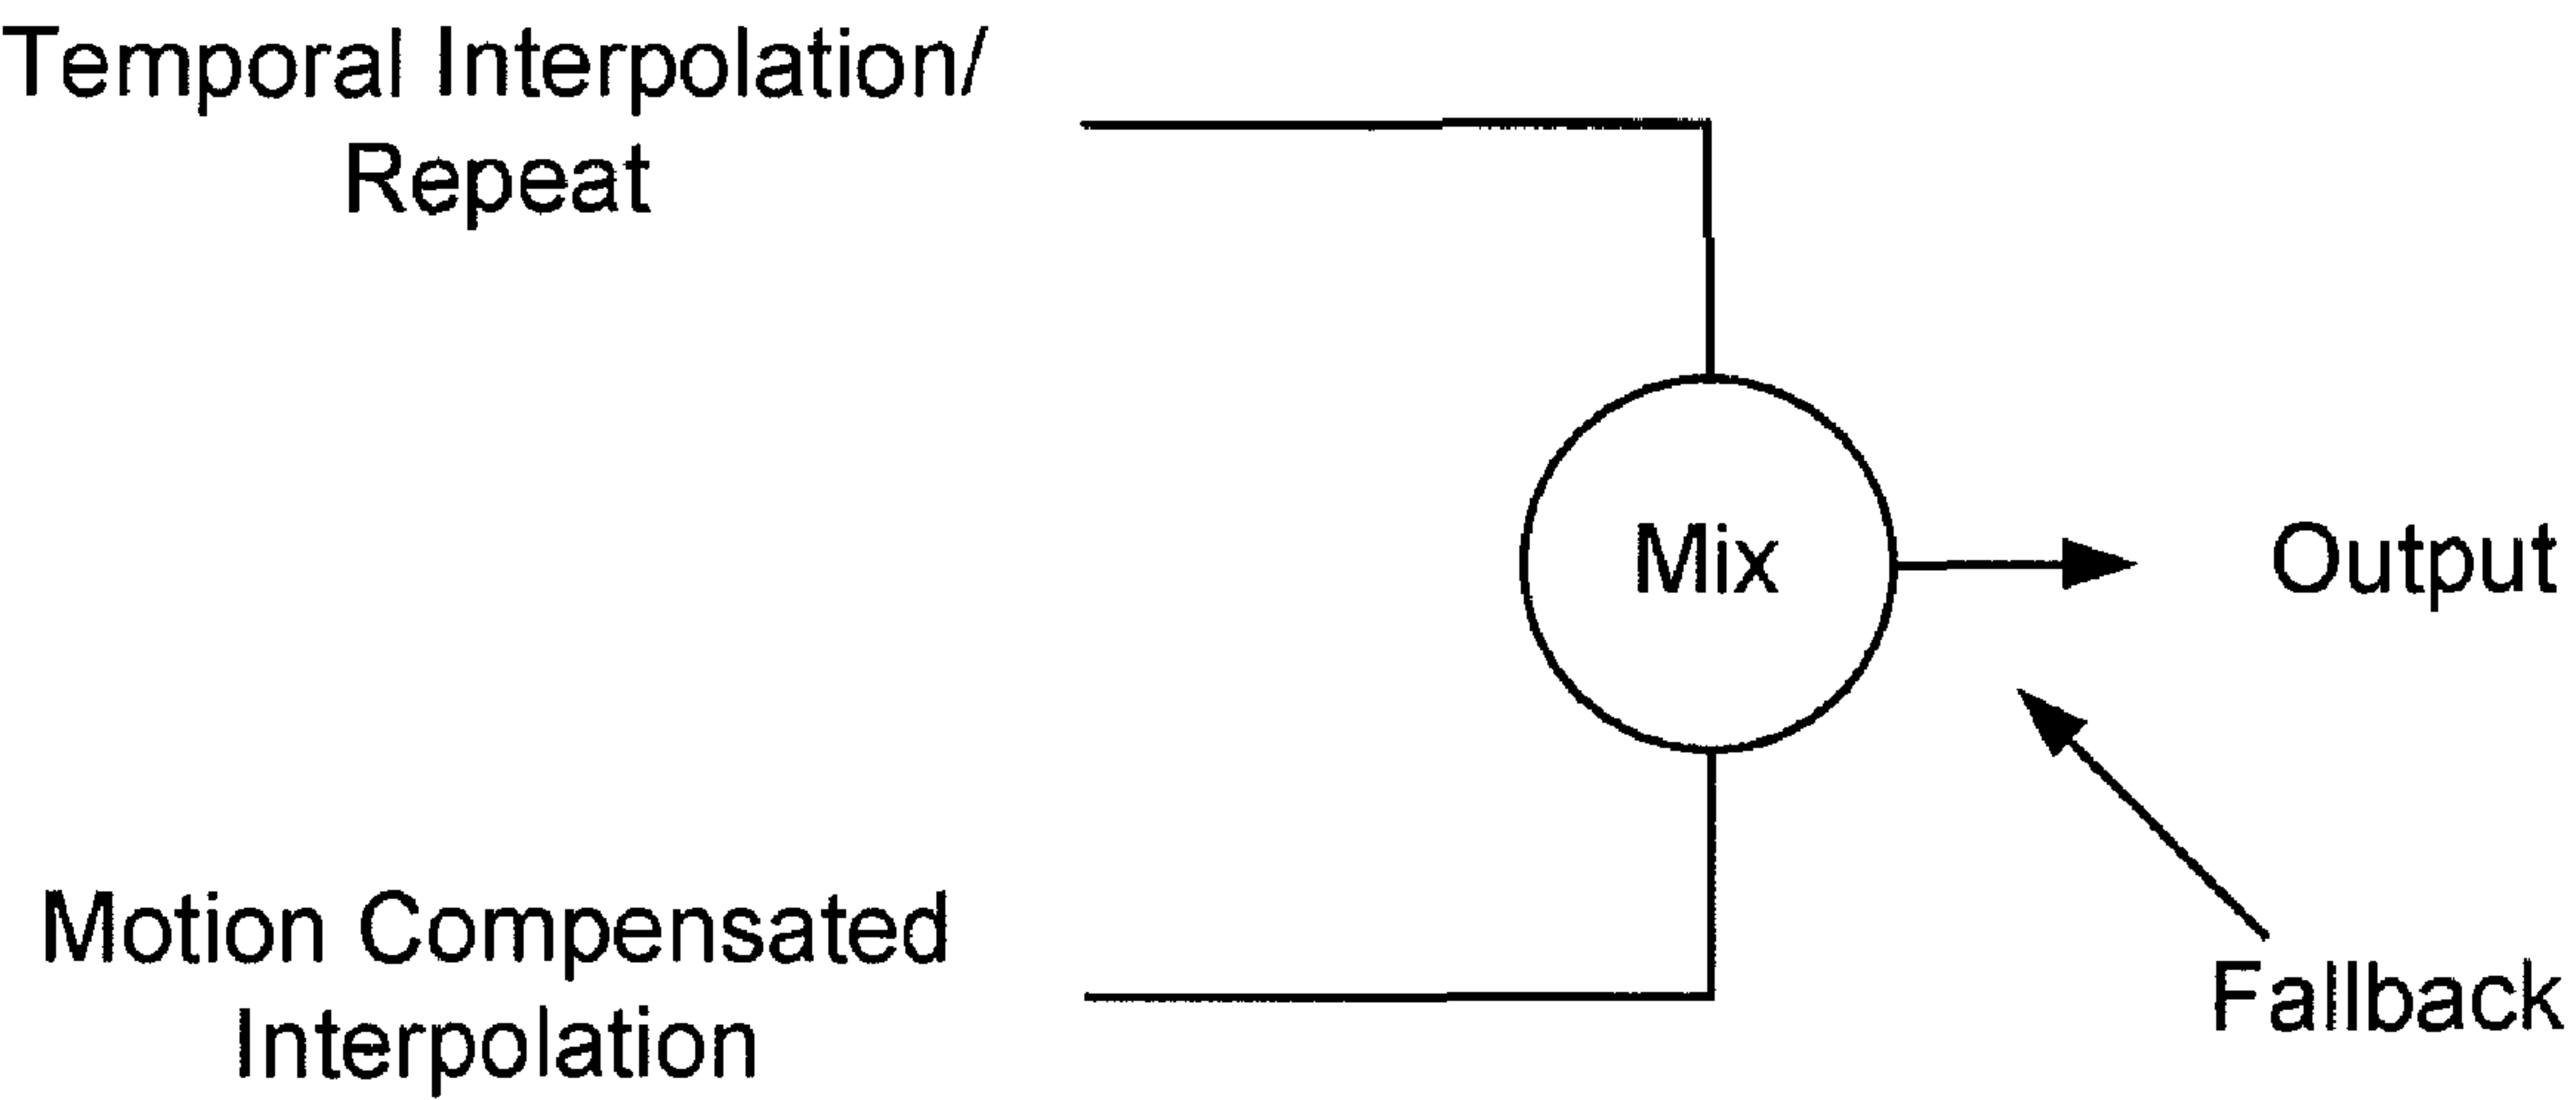 Temporal Interpolation/
Repeat
Mix
Output
Motion Compensated
Interpolation
Fallback